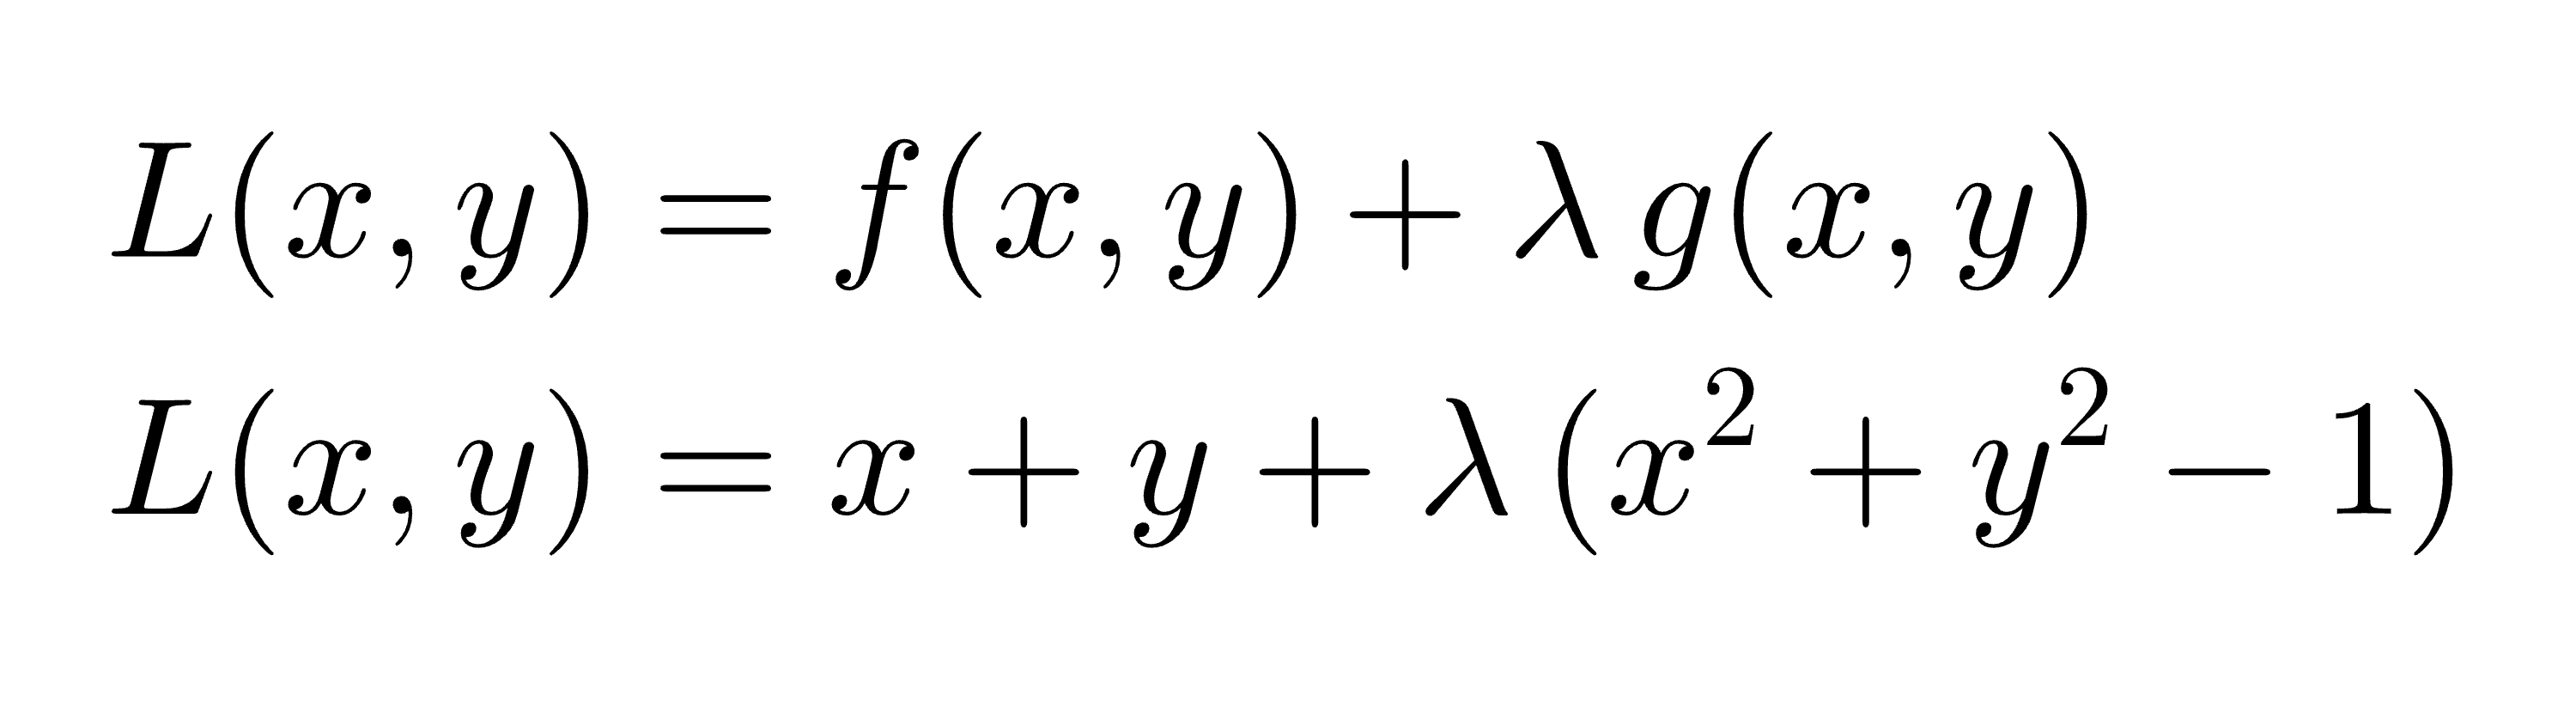 L(x, y) = f(x, y) + λ g(x, y)
L(x, y) = x + y + λ (x² + y² − 1)